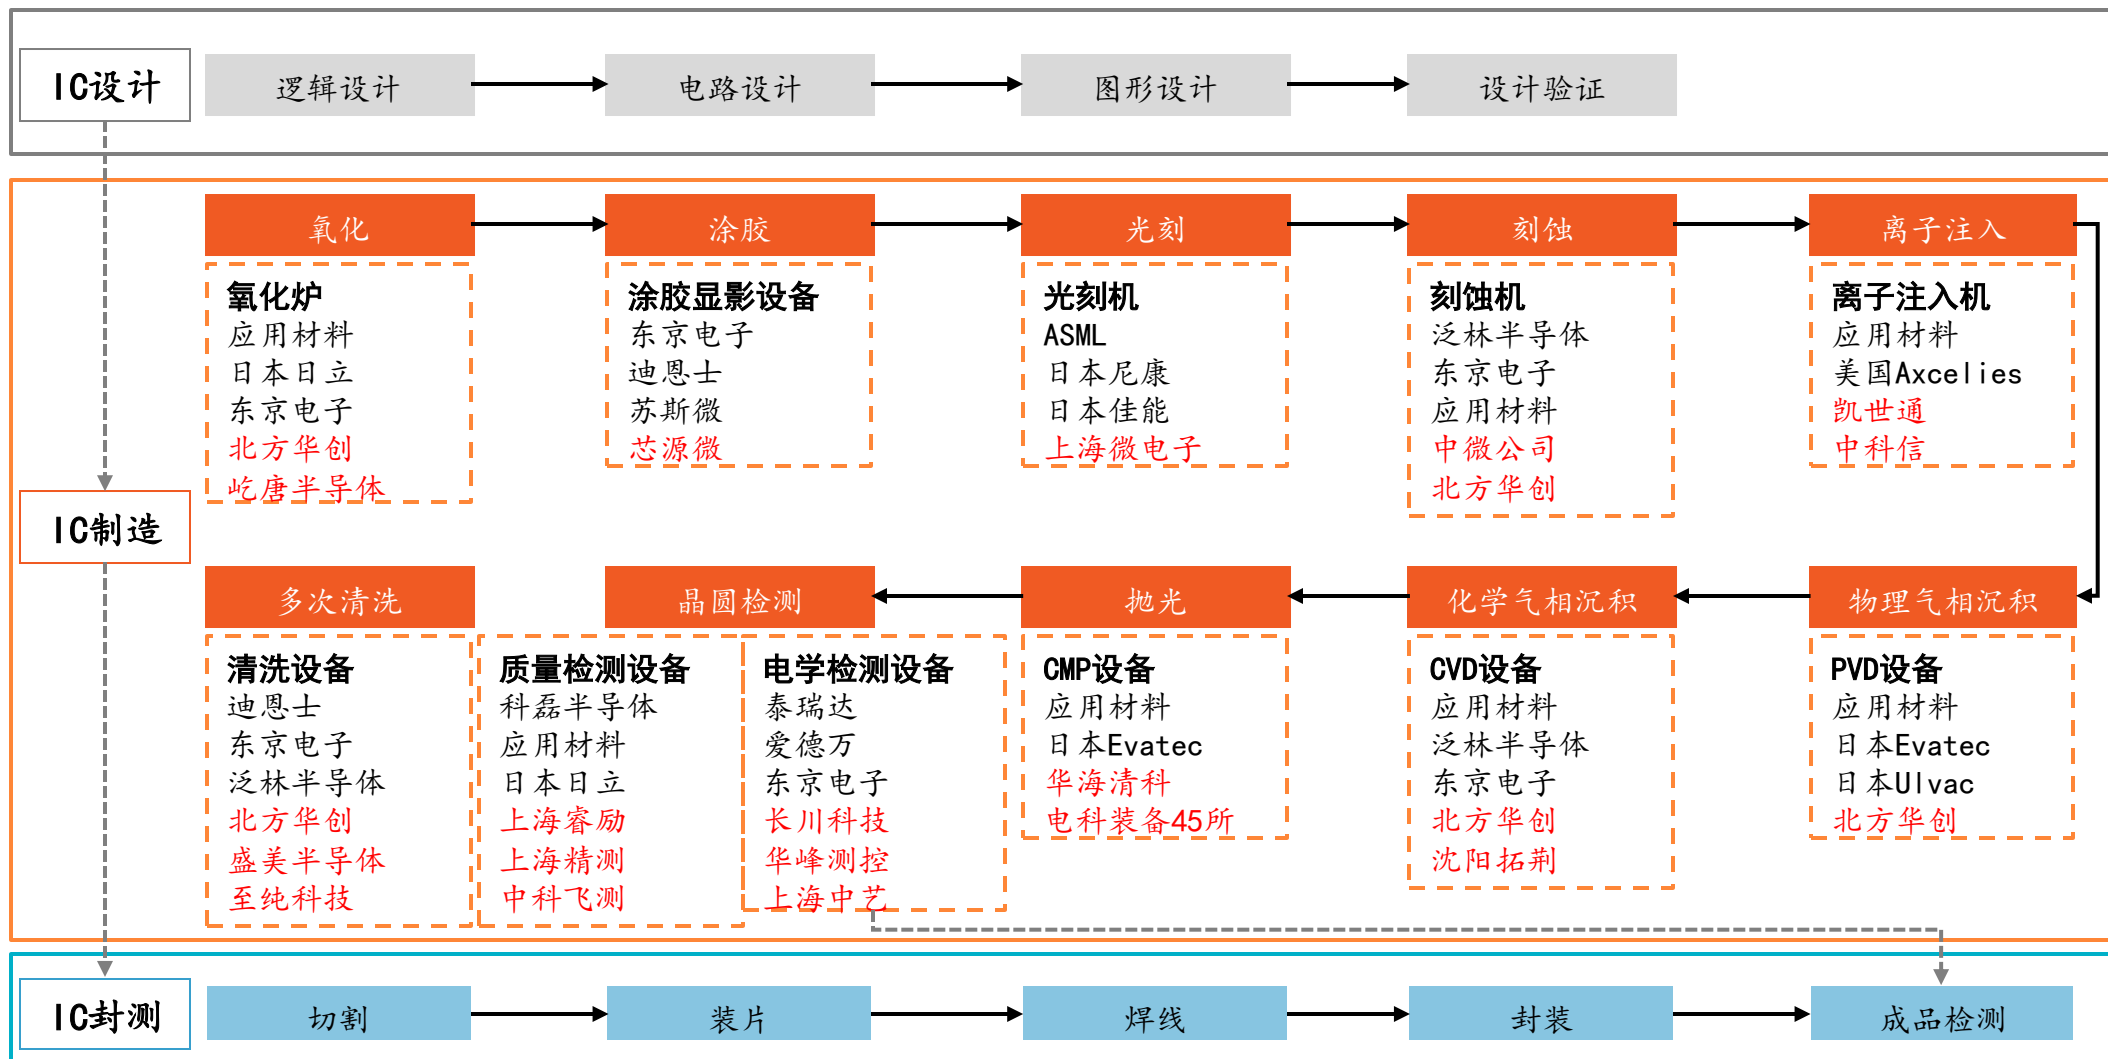 IC设计
逻辑设计
电路设计
图形设计
设计验证
IC制造
氧化
氧化炉
应用材料
日本日立
东京电子
北方华创
屹唐半导体
涂胶
涂胶显影设备
东京电子
迪恩士
苏斯微
芯源微
光刻
光刻机
ASML
日本尼康
日本佳能
上海微电子
刻蚀
刻蚀机
泛林半导体
东京电子
应用材料
中微公司
北方华创
离子注入
离子注入机
应用材料
美国Axcelies
凯世通
中科信
多次清洗
清洗设备
迪恩士
东京电子
泛林半导体
北方华创
盛美半导体
至纯科技
晶圆检测
质量检测设备
科磊半导体
应用材料
日本日立
上海睿励
上海精测
中科飞测
电学检测设备
泰瑞达
爱德万
东京电子
长川科技
华峰测控
上海中艺
抛光
CMP设备
应用材料
日本Evatec
华海清科
电科装备45所
化学气相沉积
CVD设备
应用材料
泛林半导体
东京电子
北方华创
沈阳拓荆
物理气相沉积
PVD设备
应用材料
日本Evatec
日本Ulvac
北方华创
IC封测
切割
装片
焊线
封装
成品检测